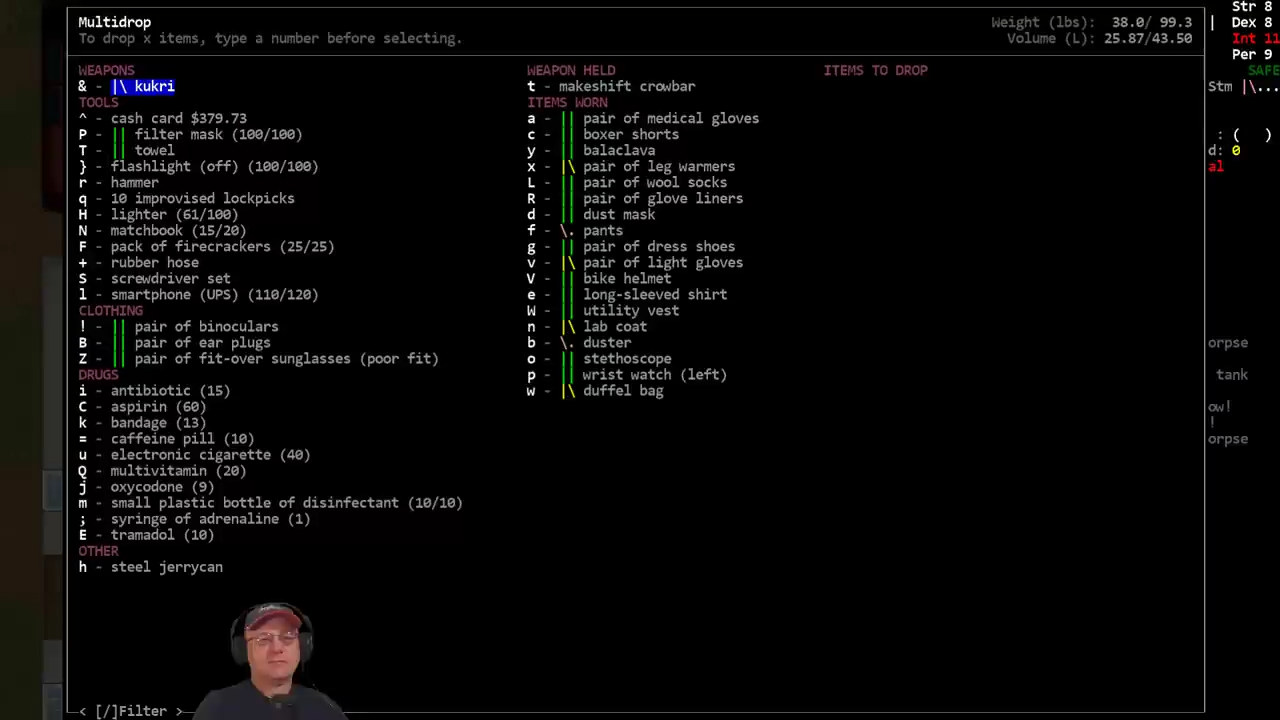 Multidrop
To drop x items, type a number before selecting.
Weight (lbs): 38.0/ 99.3
Volume (L): 25.87/43.50
WEAPONS
& - |\ kukri
TOOLS
^ - cash card $379.73
P - || filter mask (100/100)
T - || towel
} - flashlight (off) (100/100)
r - hammer
q - 10 improvised lockpicks
H - lighter (61/100)
N - matchbook (15/20)
F - pack of firecrackers (25/25)
+ - rubber hose
S - screwdriver set
l - smartphone (UPS) (110/120)
CLOTHING
! - || pair of binoculars
B - || pair of ear plugs
Z - || pair of fit-over sunglasses (poor fit)
DRUGS
i - antibiotic (15)
C - aspirin (60)
k - bandage (13)
= - caffeine pill (10)
u - electronic cigarette (40)
Q - multivitamin (20)
j - oxycodone (9)
m - small plastic bottle of disinfectant (10/10)
; - syringe of adrenaline (1)
E - tramadol (10)
OTHER
h - steel jerrycan
WEAPON HELD
t - makeshift crowbar
ITEMS WORN
a - || pair of medical gloves
c - || boxer shorts
y - || balaclava
x - |\ pair of leg warmers
L - || pair of wool socks
R - || pair of glove liners
d - || dust mask
f - \. pants
g - || pair of dress shoes
v - |\ pair of light gloves
V - || bike helmet
e - || long-sleeved shirt
W - || utility vest
n - |\ lab coat
b - \. duster
o - || stethoscope
p - || wrist watch (left)
w - |\ duffel bag
ITEMS TO DROP
< [/]Filter >
Str 8
| Dex 8
Int 11
Per 9
SAFE
Stm |\...
: ( )
d: 0
al
orpse
tank
ow!
!
orpse